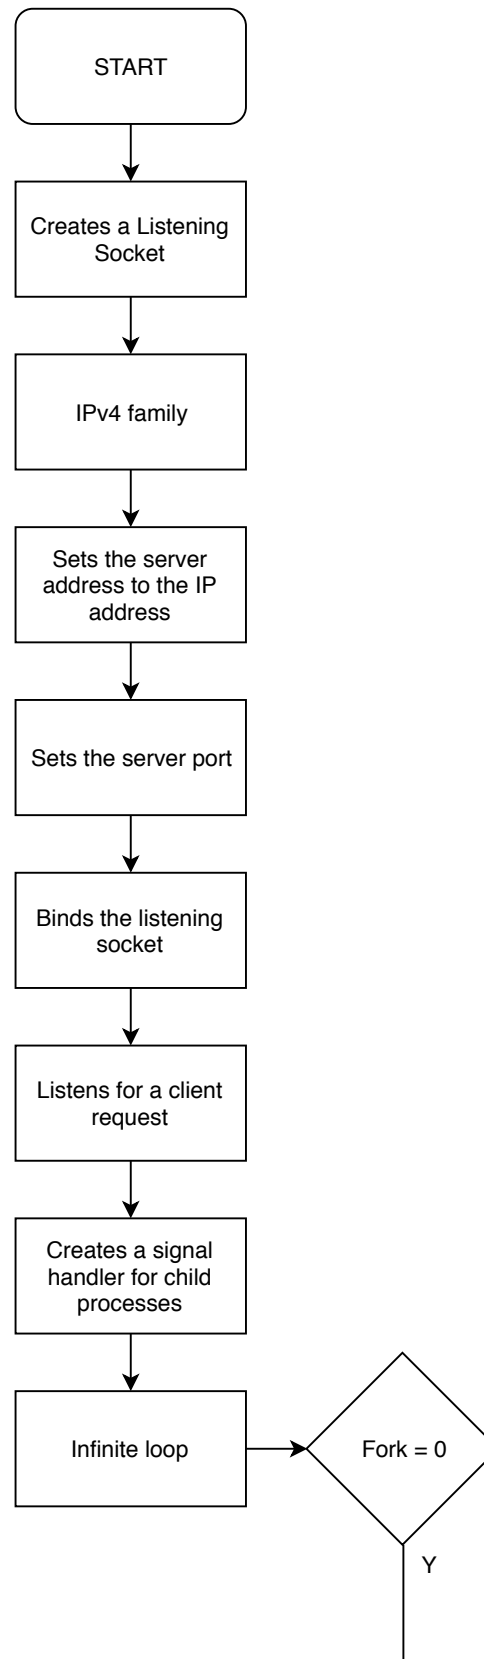 START
Creates a Listening
Socket
IPv4 family
Sets the server
address to the IP
address
Sets the server port
Binds the listening
socket
Listens for a client
request
Creates a signal
handler for child
processes
Infinite loop
Fork = 0
Y